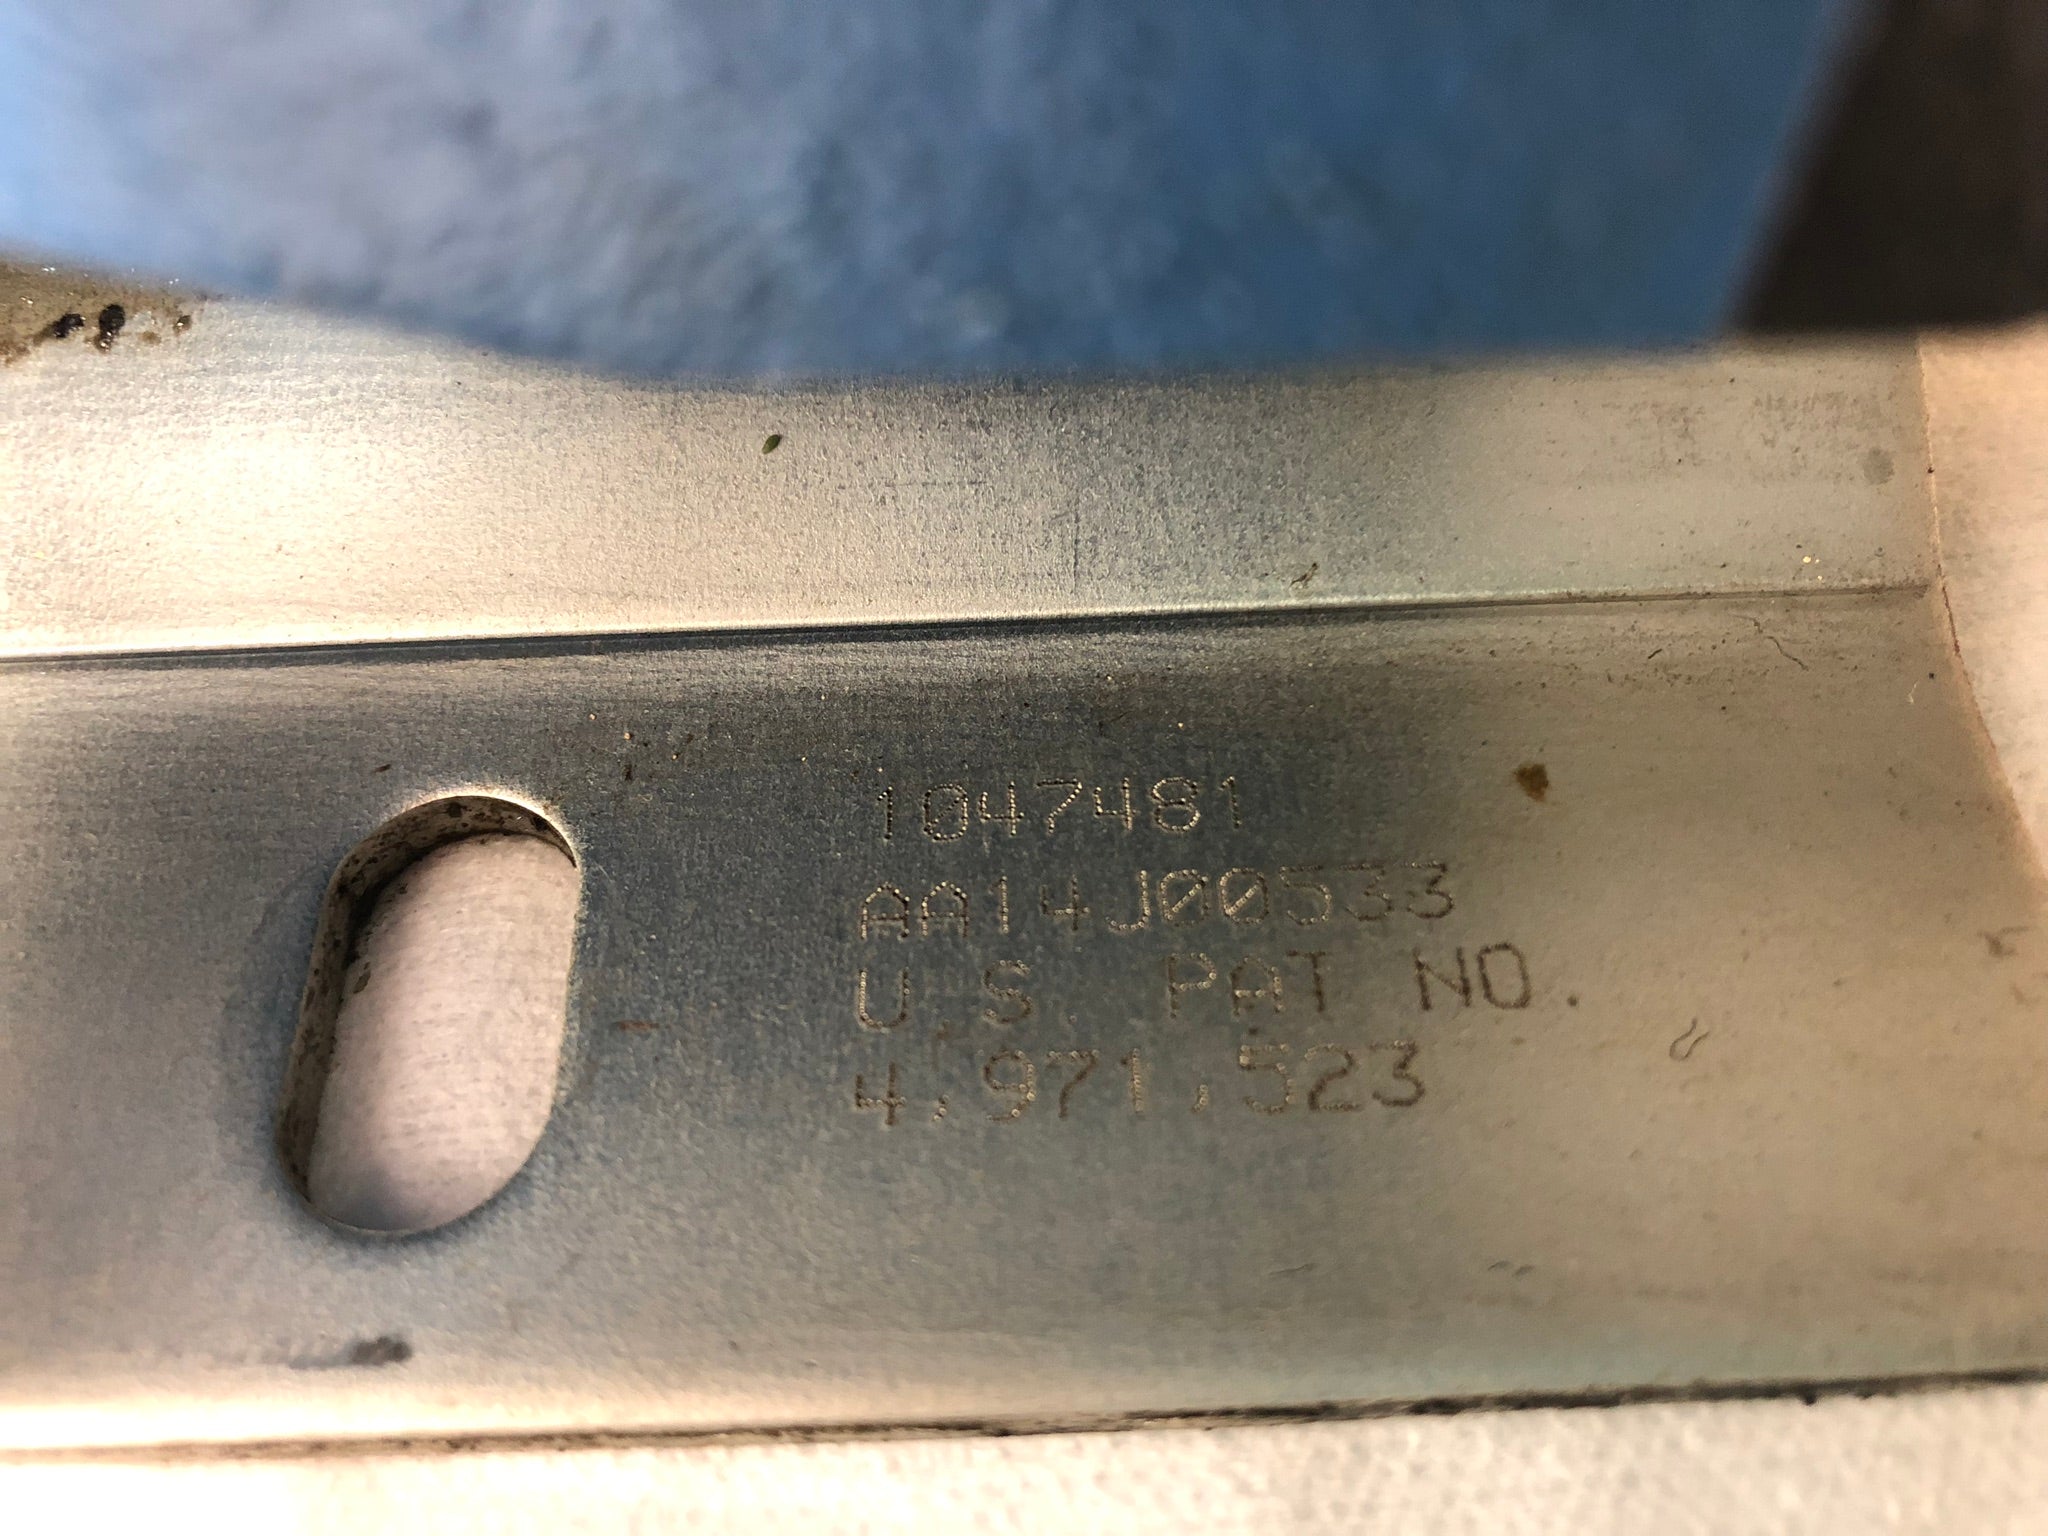 1047481
AA14J00533
U.S. PAT NO.
4,971,523